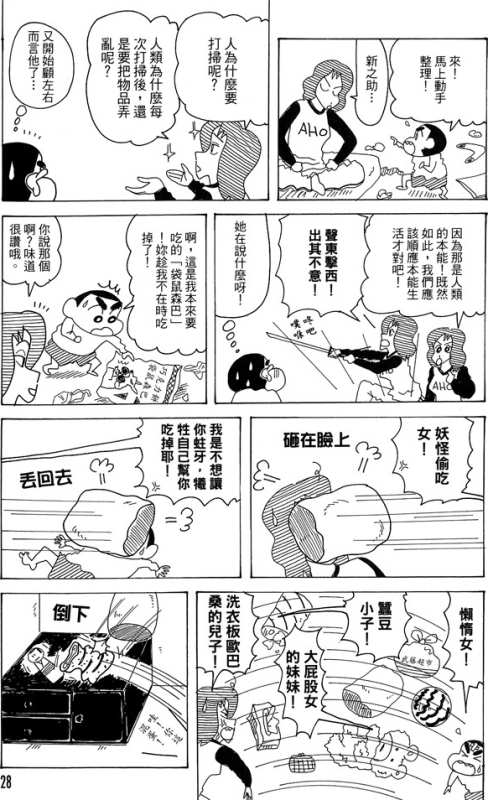 來！
馬上動手
整理！
新之助…
AHO
人為什麼要
打掃呢？
人類為什麼每
次打掃後，還
是要把物品弄
亂呢？
又開始顧左右
而言他了…
因為那是人類
的本能！既然
如此，我們應
該順應本能生
活才對吧！
AHO
聲東擊西！
出其不意！
咚吧
她在說什麼呀！
啊，這是我本來要
吃的「袋鼠森巴」
！妳趁我不在時吃
掉了！
你說那個
啊？味道
很讚哦。
妖怪偷吃
女！
砸在臉上
我是不想讓
你蛀牙，犧
牲自己幫你
吃掉耶！
丟回去
懶惰女！
武藤超市
蠶豆
小子！
大屁股女
的妹妹！
洗衣板歐巴
桑的兒子！
倒下
28